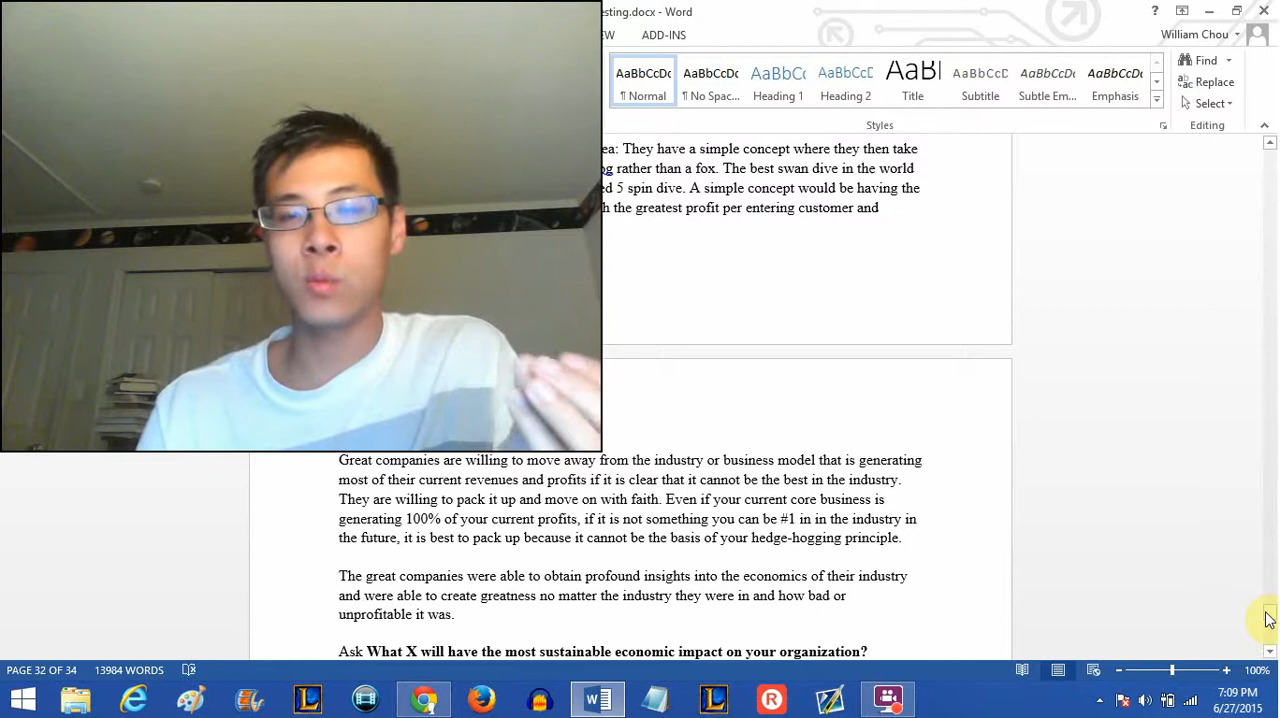 esting.docx - Word
EW ADD-INS William Chou
AaBbCcDc AaBbCcDc AaBbCc AaBbCcD AaBl AaBbCcD AaBbCcDc AaBbCcDc
¶ Normal ¶ No Spac... Heading 1 Heading 2 Title Subtitle Subtle Em... Emphasis
Find
Replace
Select
Styles Editing
ea: They have a simple concept where they then take
og rather than a fox. The best swan dive in the world
ed 5 spin dive. A simple concept would be having the
h the greatest profit per entering customer and
Great companies are willing to move away from the industry or business model that is generating
most of their current revenues and profits if it is clear that it cannot be the best in the industry.
They are willing to pack it up and move on with faith. Even if your current core business is
generating 100% of your current profits, if it is not something you can be #1 in in the industry in
the future, it is best to pack up because it cannot be the basis of your hedge-hogging principle.
The great companies were able to obtain profound insights into the economics of their industry
and were able to create greatness no matter the industry they were in and how bad or
unprofitable it was.
Ask What X will have the most sustainable economic impact on your organization?
PAGE 32 OF 34 13984 WORDS 100%
7:09 PM
6/27/2015